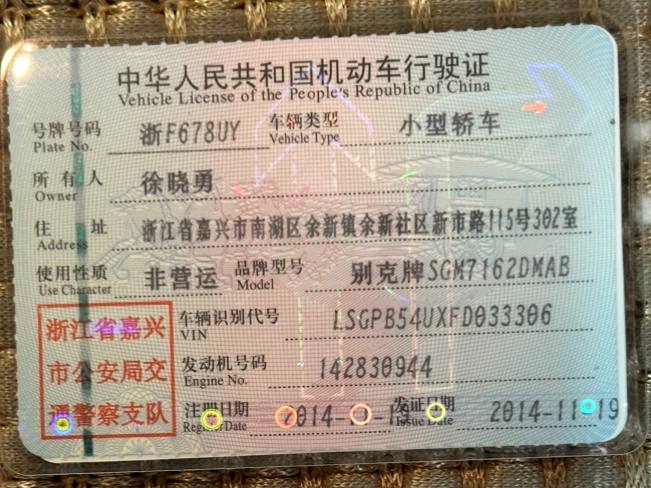 中华人民共和国机动车行驶证
Vehicle License of the People's Republic of China
号牌号码 浙F678UY 车辆类型 小型轿车
Plate No. Vehicle Type
所有人 徐晓勇
Owner
住址 浙江省嘉兴市南湖区余新镇余新社区新市路115号302室
Address
使用性质 非营运 品牌型号 别克牌SGM7162DMAB
Use Character Model
浙江省嘉兴 车辆识别代号 LSGPB54UXFD033306
VIN
市公安局交 发动机号码 142830944
Engine No.
通警察支队 注册日期 2014-11-19 发证日期 2014-11-19
Register Date Issue Date